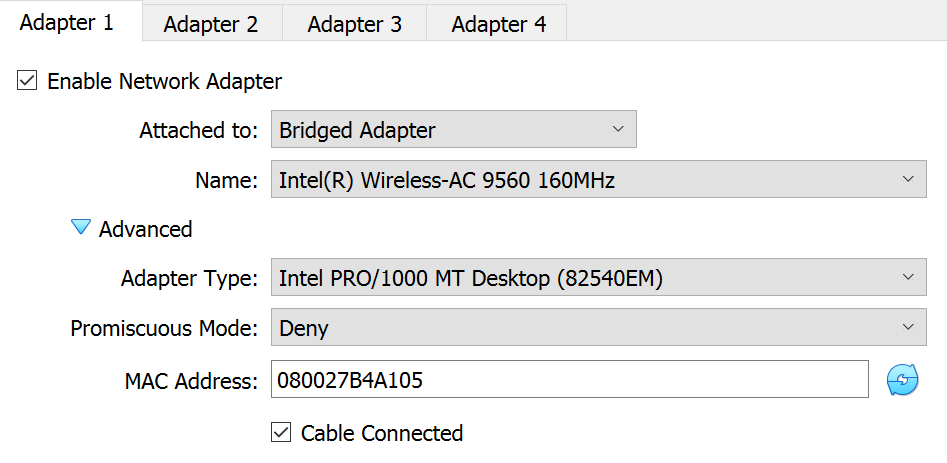 Adapter 1 Adapter 2 Adapter 3 Adapter 4
Enable Network Adapter
Attached to: Bridged Adapter
Name: Intel(R) Wireless-AC 9560 160MHz
Advanced
Adapter Type: Intel PRO/1000 MT Desktop (82540EM)
Promiscuous Mode: Deny
MAC Address: 080027B4A105
Cable Connected